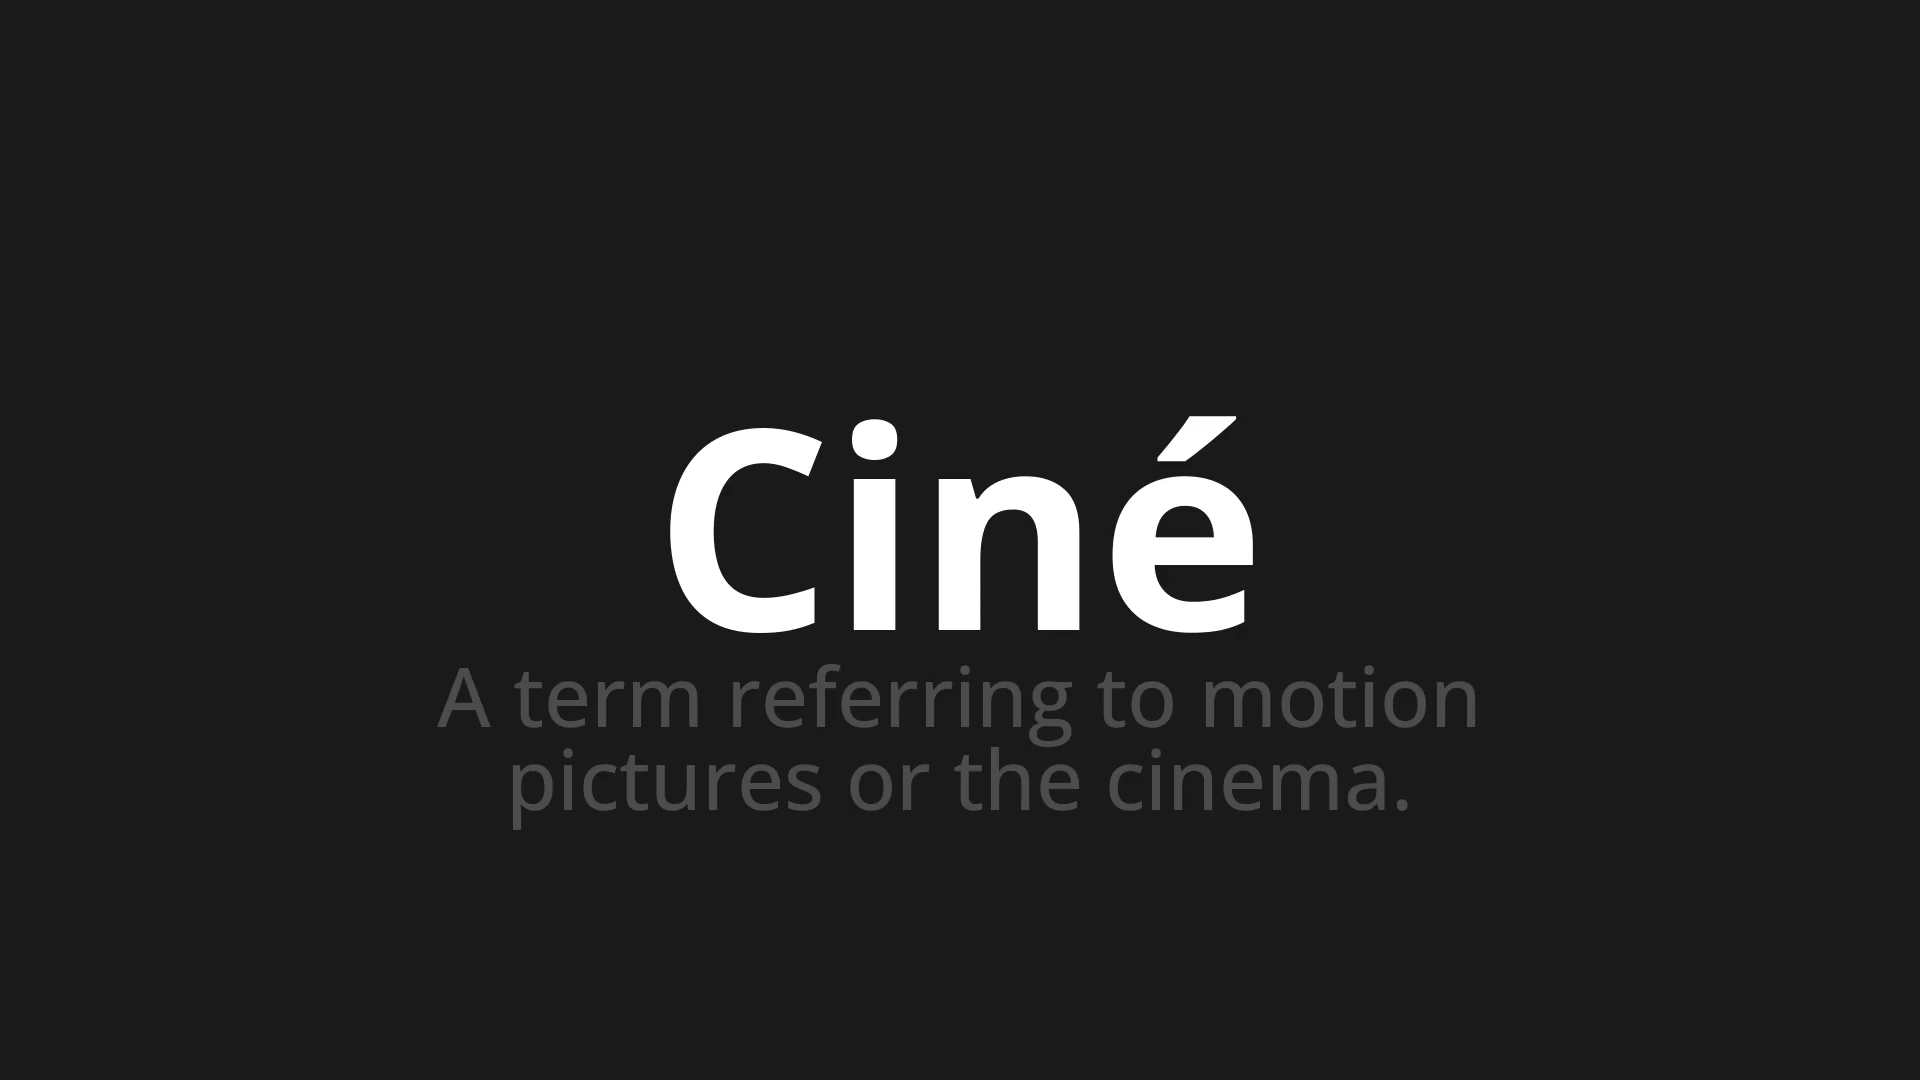 Ciné
A term referring to motion
pictures or the cinema.